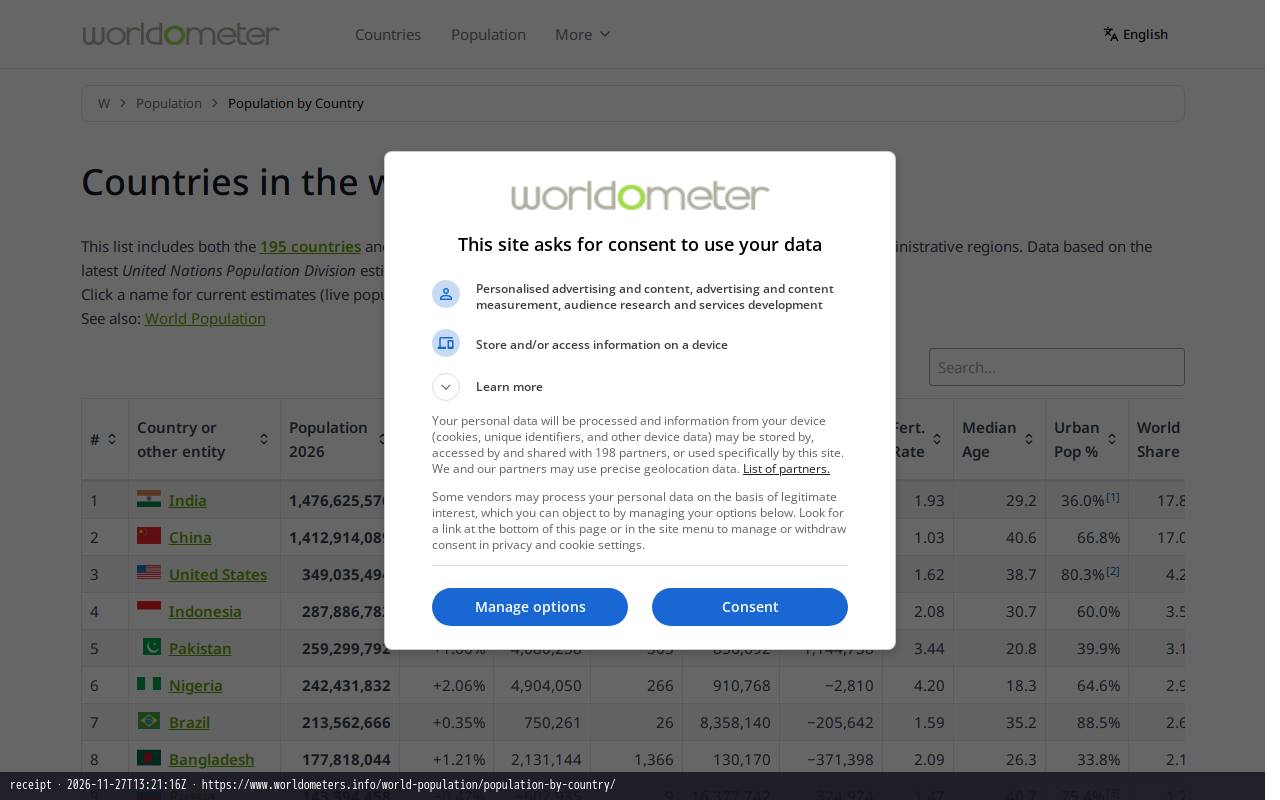 worldometer
Countries Population More English
W Population Population by Country
Countries in the w
worldometer
This site asks for consent to use your data
This list includes both the 195 countries and inistrative regions. Data based on the
latest United Nations Population Division esti
Click a name for current estimates (live popu
See also: World Population
Personalised advertising and content, advertising and content
measurement, audience research and services development
Store and/or access information on a device
Learn more
Your personal data will be processed and information from your device
(cookies, unique identifiers, and other device data) may be stored by,
accessed by and shared with 198 partners, or used specifically by this site.
We and our partners may use precise geolocation data. List of partners.
Some vendors may process your personal data on the basis of legitimate
interest, which you can object to by managing your options below. Look for
a link at the bottom of this page or in the site menu to manage or withdraw
consent in privacy and cookie settings.
Manage options Consent
Search...
# Country or other entity Population 2026 Fert. Rate Median Age Urban Pop % World Share
1 India 1,476,625,576 1.93 29.2 36.0%[1] 17.8
2 China 1,412,914,089 1.03 40.6 66.8% 17.0
3 United States 349,035,494 1.62 38.7 80.3%[2] 4.2
4 Indonesia 287,886,782 2.08 30.7 60.0% 3.5
5 Pakistan 259,299,792 3.44 20.8 39.9% 3.1
6 Nigeria 242,431,832 +2.06% 4,904,050 266 910,768 −2,810 4.20 18.3 64.6% 2.9
7 Brazil 213,562,666 +0.35% 750,261 26 8,358,140 −205,642 1.59 35.2 88.5% 2.6
8 Bangladesh 177,818,044 +1.21% 2,131,144 1,366 130,170 −371,398 2.09 26.3 33.8% 2.1
receipt · 2026-11-27T13:21:16Z · https://www.worldometers.info/world-population/population-by-country/